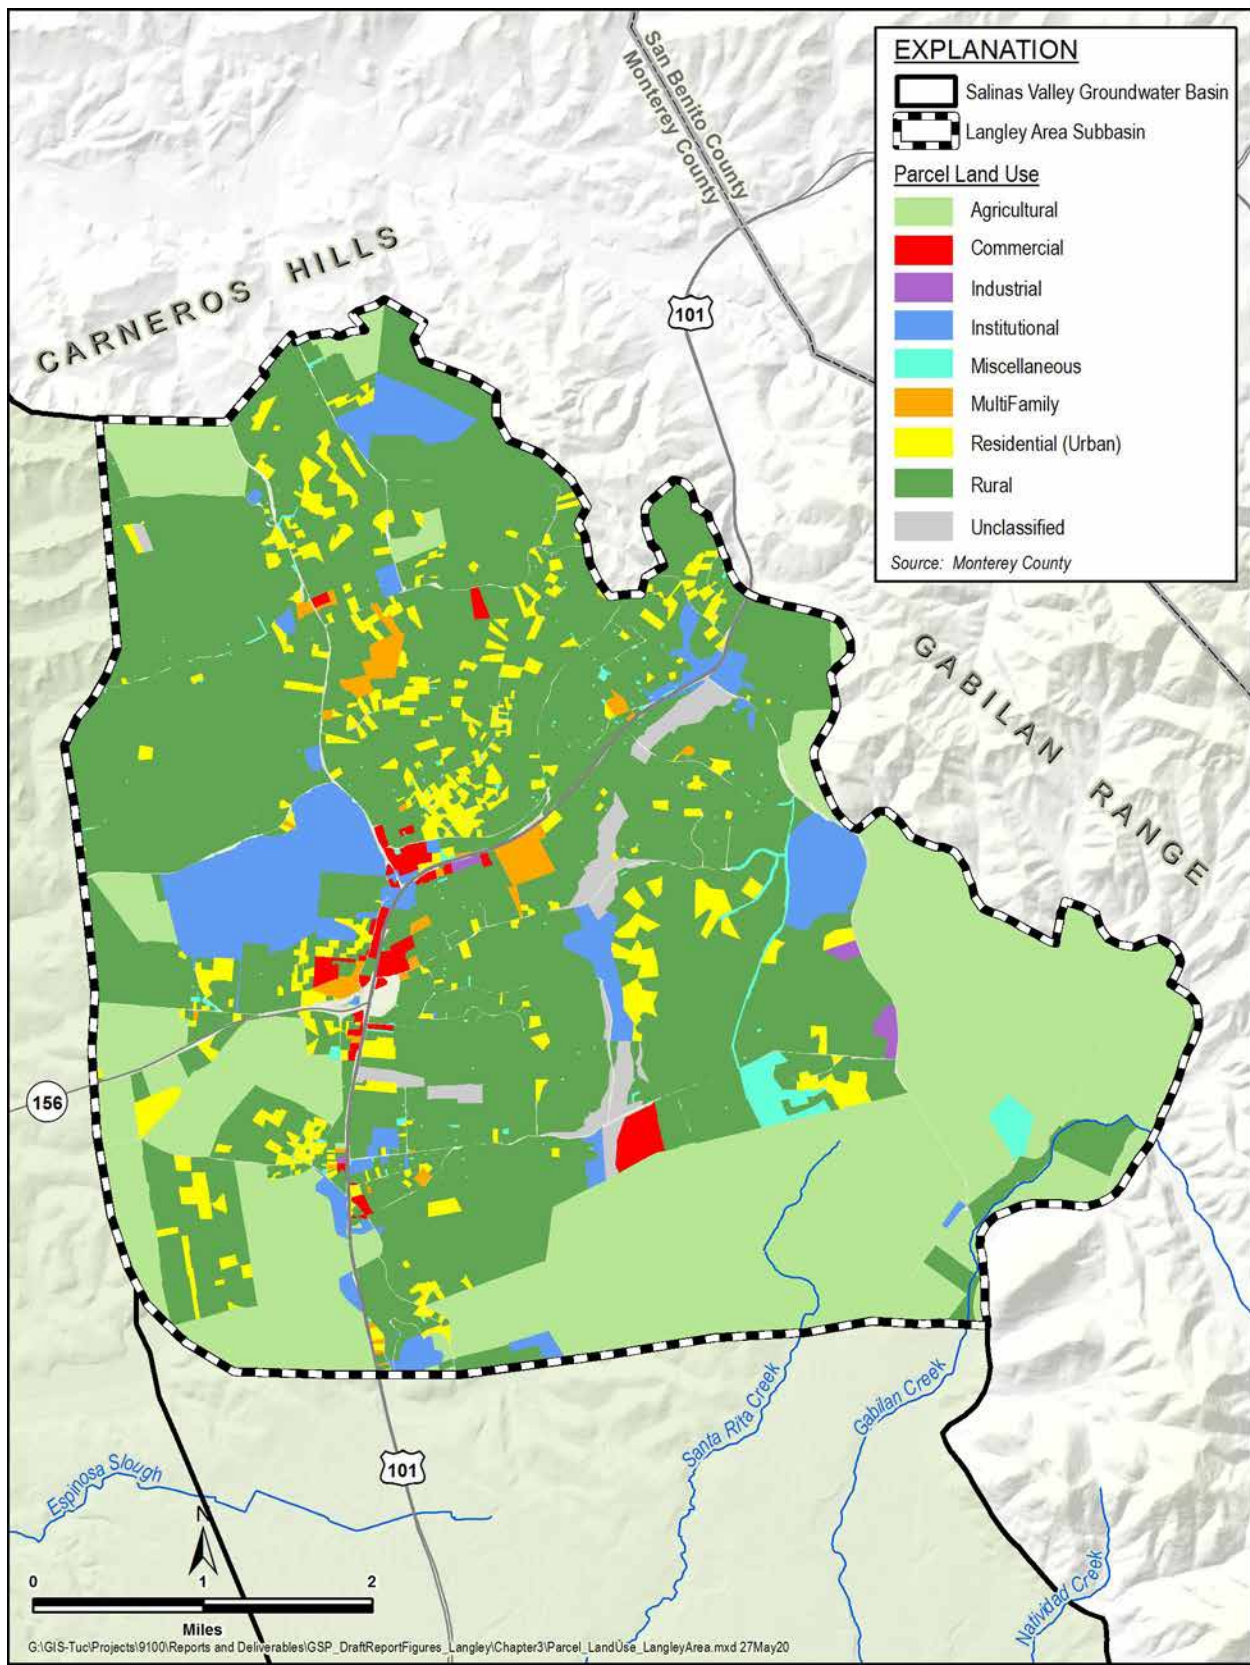 EXPLANATION
Salinas Valley Groundwater Basin
Langley Area Subbasin
Parcel Land Use
Agricultural
Commercial
Industrial
Institutional
Miscellaneous
MultiFamily
Residential (Urban)
Rural
Unclassified
Source: Monterey County
San Benito County
Monterey County
CARNEROS HILLS
101
GABILAN RANGE
156
Santa Rita Creek
Gabilan Creek
101
Espinosa Slough
Natividad Creek
N
0 1 2
Miles
G:\GIS-Tuc\Projects\9100\Reports and Deliverables\GSP_DraftReportFigures_Langley\Chapter3\Parcel_LandUse_LangleyArea.mxd 27May20